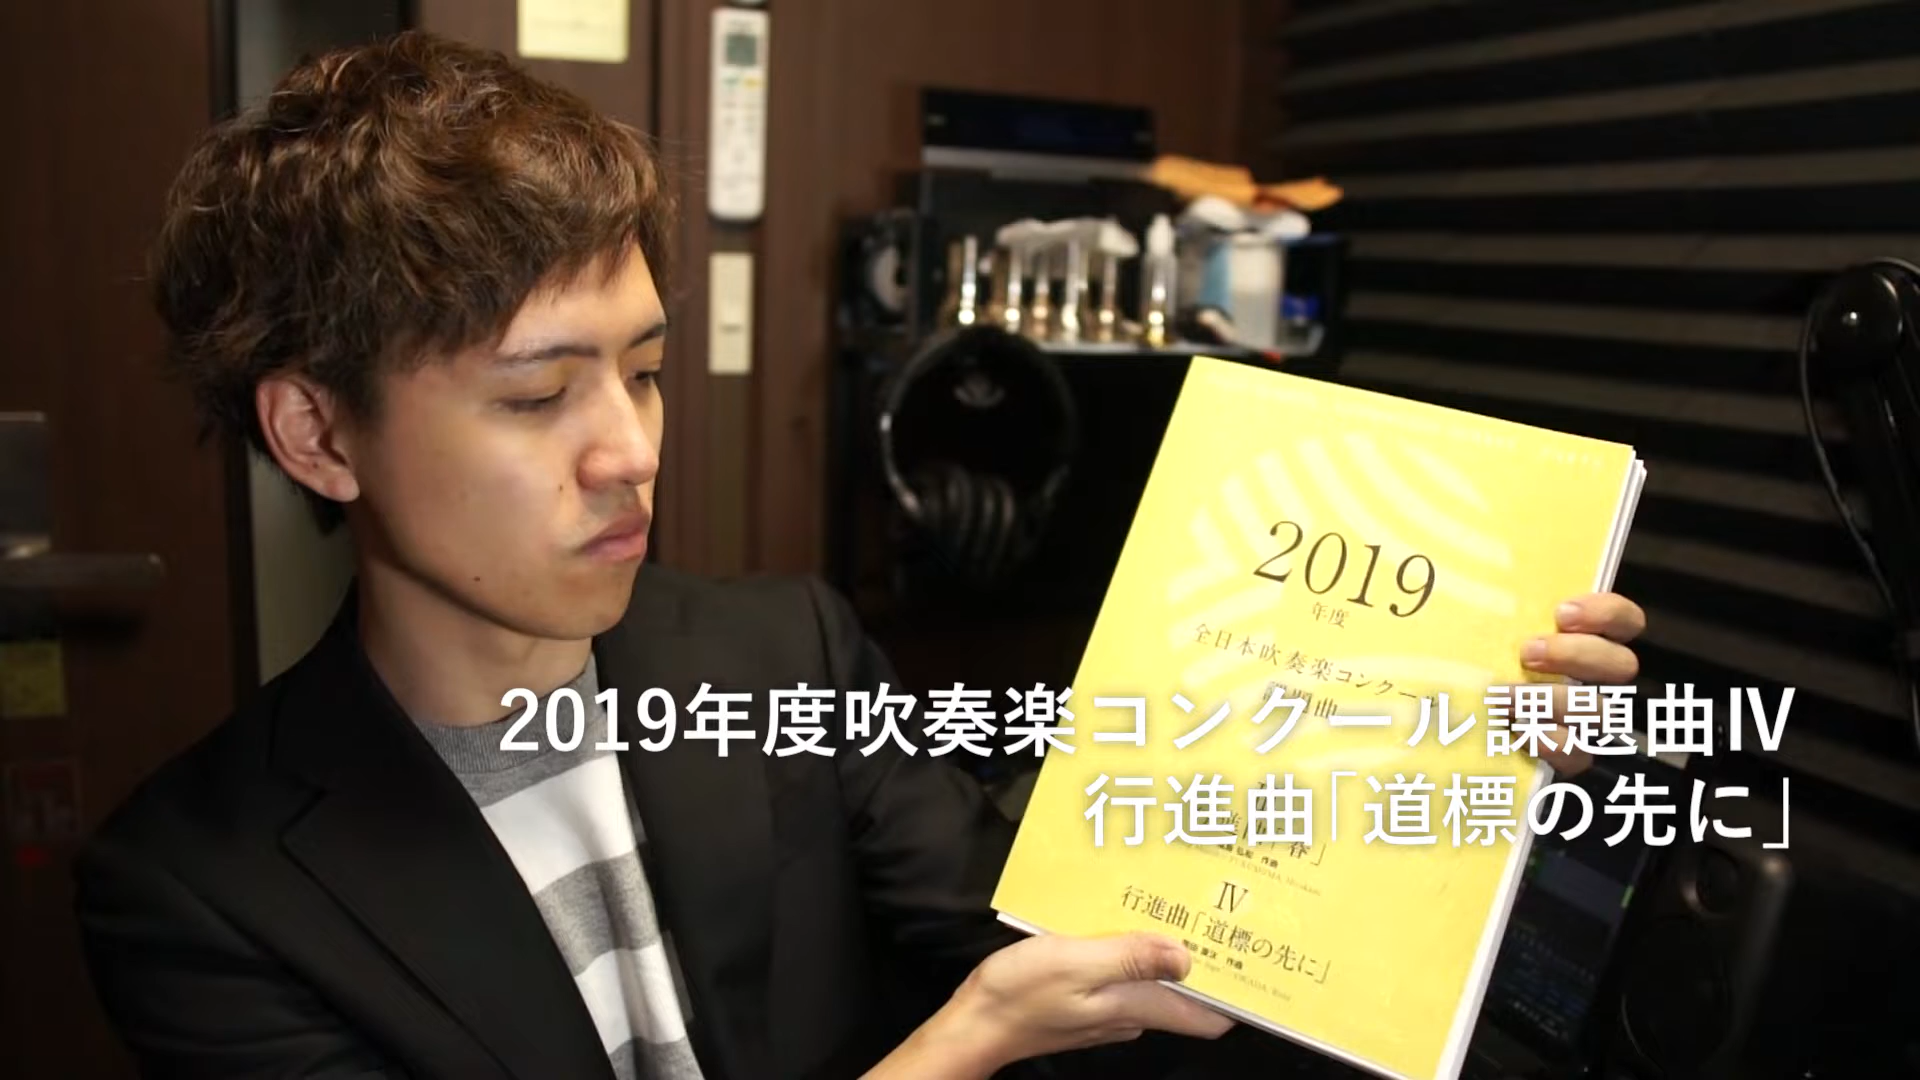 2019
年度
全日本吹奏楽コンクール
課題曲
2019年度吹奏楽コンクール課題曲Ⅳ
行進曲「道標の先に」
Ⅳ
行進曲「道標の先に」